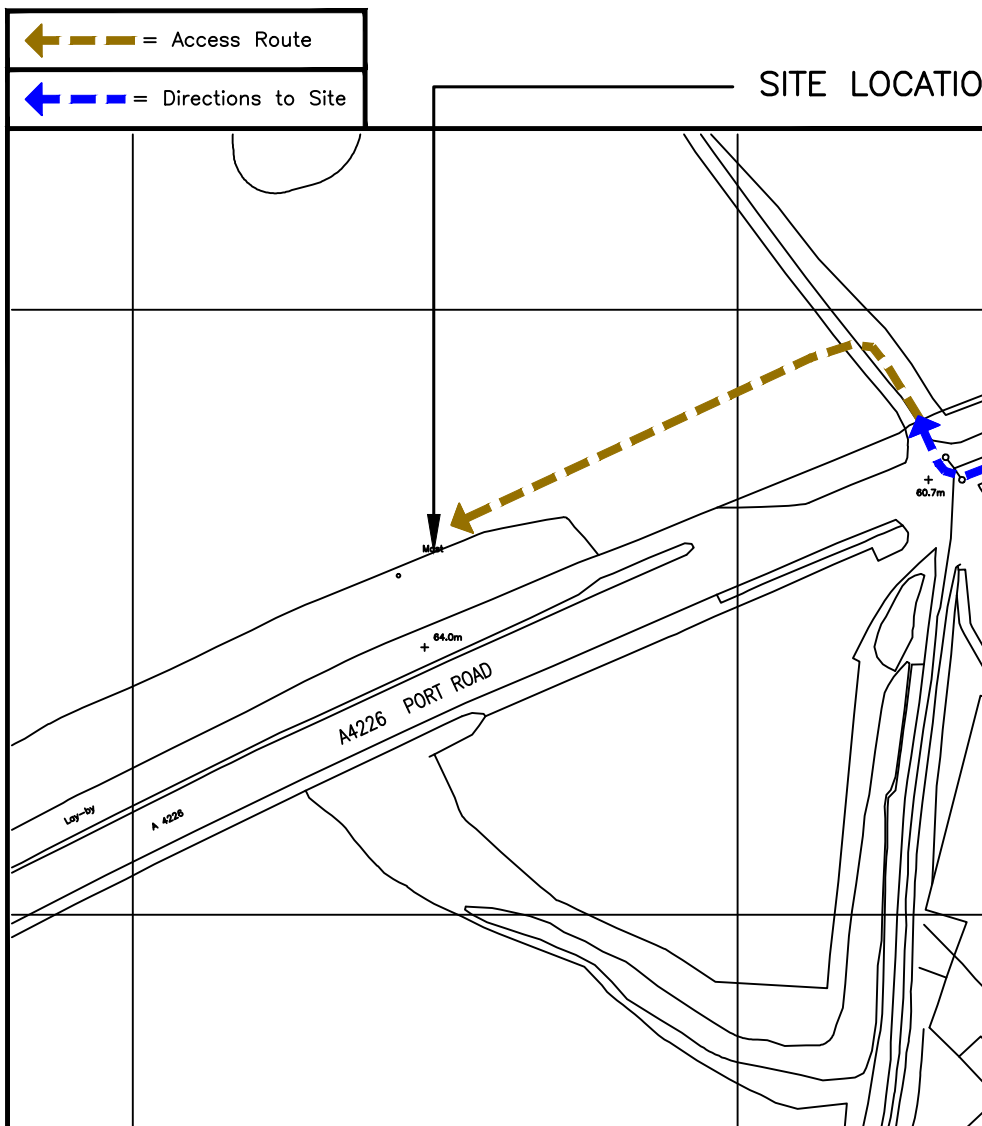 = Access Route
= Directions to Site
SITE LOCATIO
60.7m
Mast
64.0m
A4226 PORT ROAD
Lay-by
A 4226